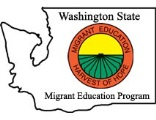 Washington State
MIGRANT EDUCATION
HARVEST OF HOPE
Migrant Education Program